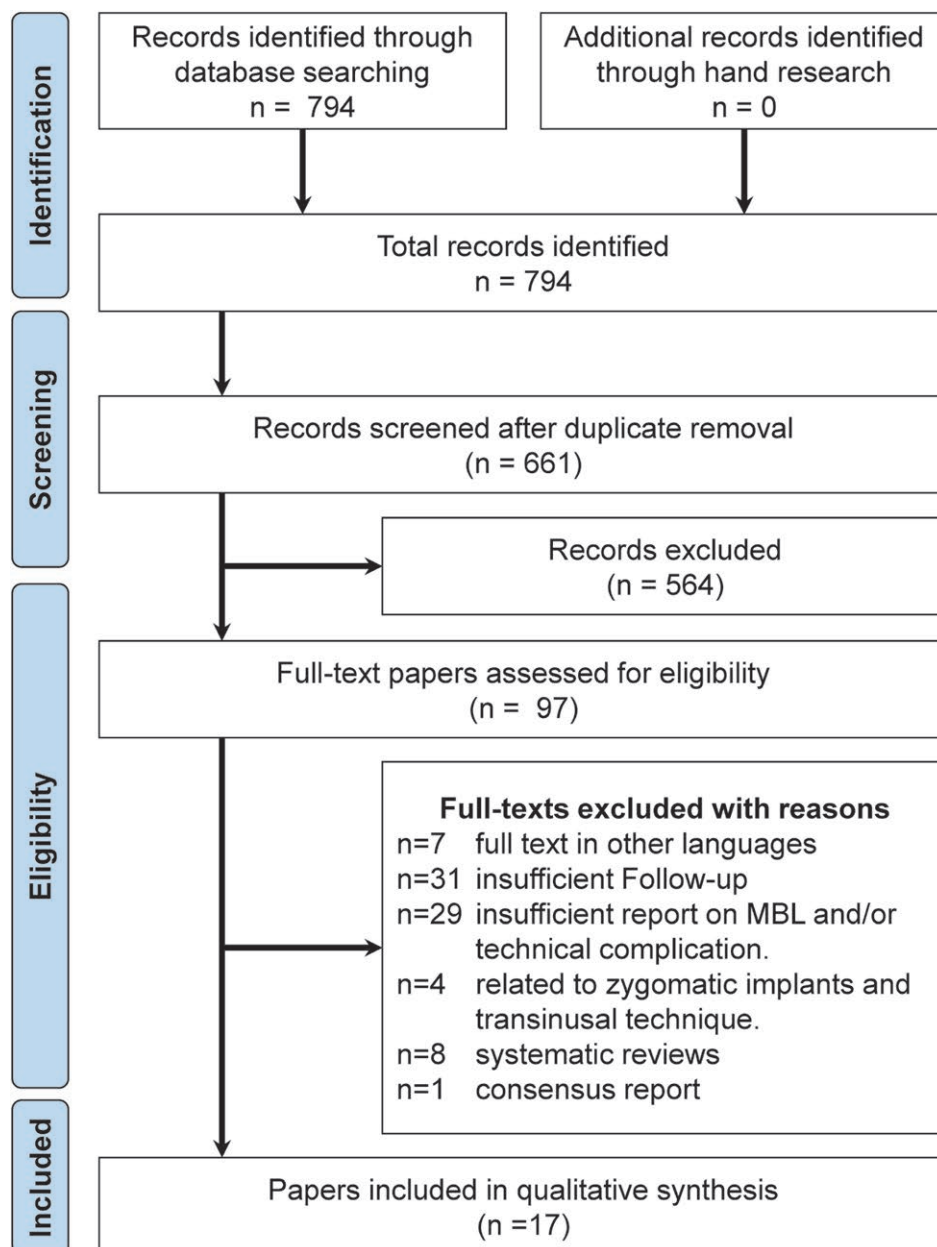 Identification
Records identified through
database searching
n = 794
Additional records identified
through hand research
n = 0
Total records identified
n = 794
Screening
Records screened after duplicate removal
(n = 661)
Records excluded
(n = 564)
Eligibility
Full-text papers assessed for eligibility
(n = 97)
Full-texts excluded with reasons
n=7 full text in other languages
n=31 insufficient Follow-up
n=29 insufficient report on MBL and/or
technical complication.
n=4 related to zygomatic implants and
transinusal technique.
n=8 systematic reviews
n=1 consensus report
Included
Papers included in qualitative synthesis
(n =17)